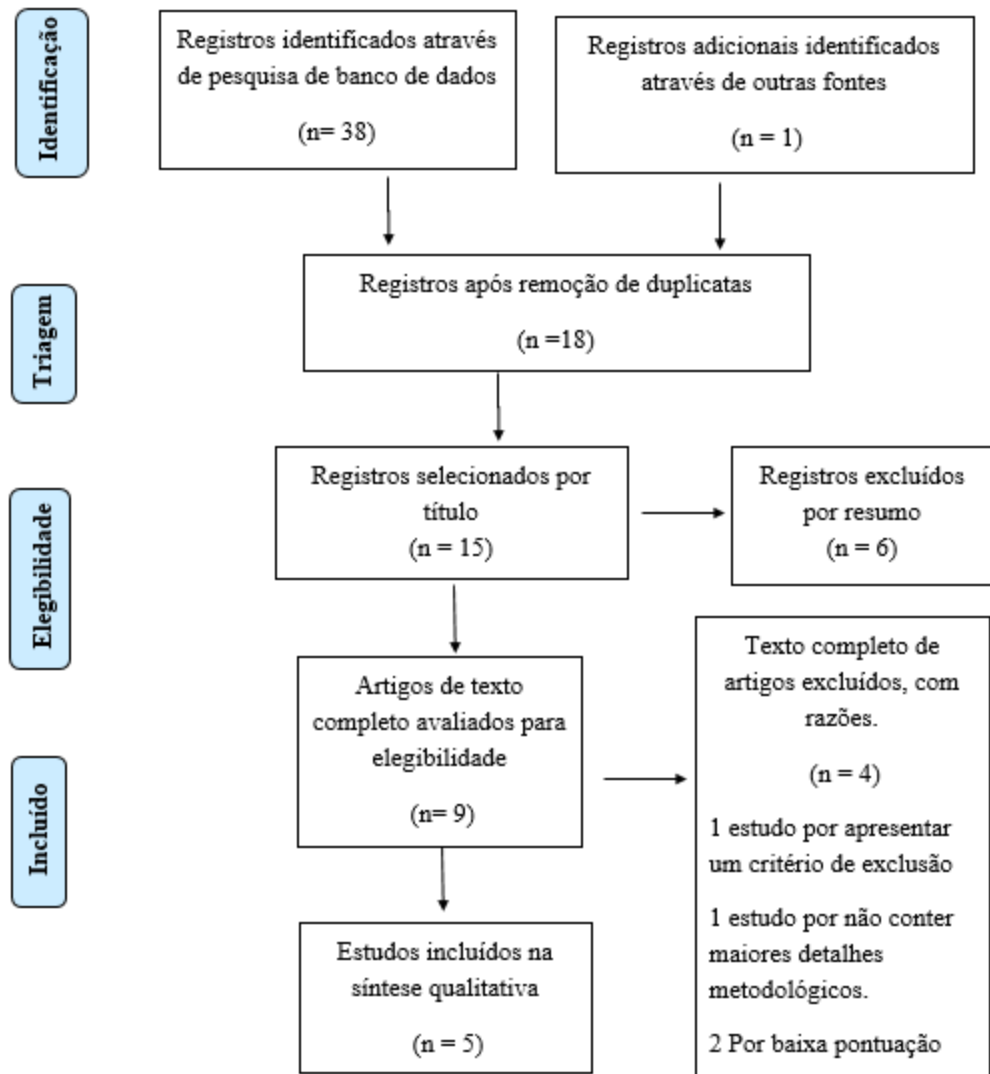 Identificação
Registros identificados através
de pesquisa de banco de dados
(n= 38)
Registros adicionais identificados
através de outras fontes
(n = 1)
Triagem
Registros após remoção de duplicatas
(n =18)
Elegibilidade
Registros selecionados por
título
(n = 15)
Registros excluídos
por resumo
(n = 6)
Artigos de texto
completo avaliados para
elegibilidade
(n= 9)
Texto completo de
artigos excluídos, com
razões.
(n = 4)
1 estudo por apresentar
um critério de exclusão
1 estudo por não conter
maiores detalhes
metodológicos.
2 Por baixa pontuação
Incluído
Estudos incluídos na
síntese qualitativa
(n = 5)